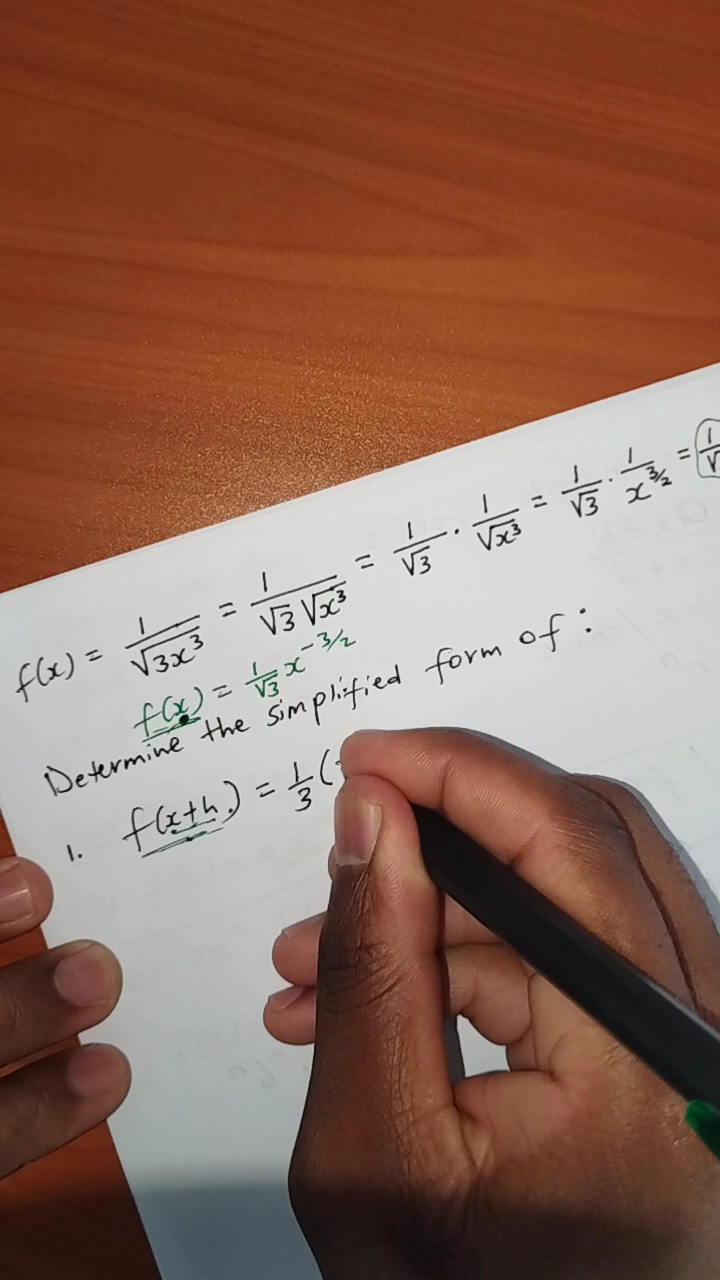 f(x) = 1/√3x³ = 1/√3√x³ = 1/√3 · 1/√x³ = 1/√3 · 1/x^3/2 = 1/√
f(x) = 1/√3 x^-3/2
Determine the simplified form of :
1. f(x+h) = 1/3 (